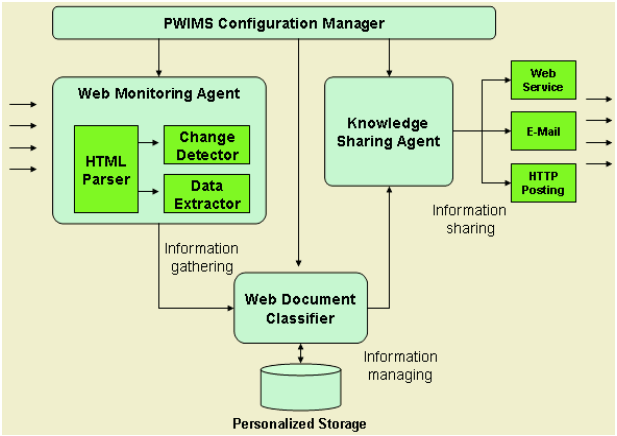 PWIMS Configuration Manager
Web Monitoring Agent
HTML
Parser
Change
Detector
Data
Extractor
Knowledge
Sharing Agent
Web
Service
E-Mail
HTTP
Posting
Information
sharing
Information
gathering
Web Document
Classifier
Information
managing
Personalized Storage